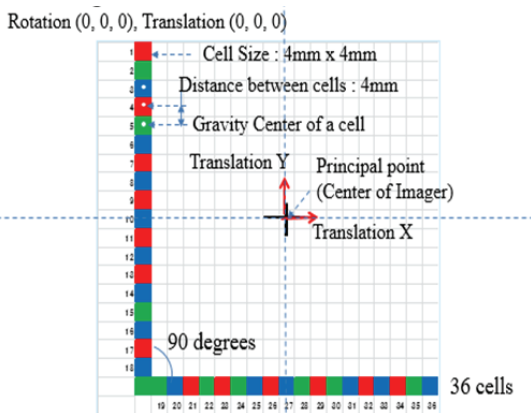 Rotation (0, 0, 0), Translation (0, 0, 0)
1
Cell Size : 4mm x 4mm
2
3
Distance between cells : 4mm
4
5
Gravity Center of a cell
6
7
Translation Y
Principal point
8
(Center of Imager)
9
10
11
Translation X
12
13
14
15
16
17
90 degrees
18
36 cells
19 20 21 22 23 24 25 26 27 28 29 30 31 32 33 34 35 36